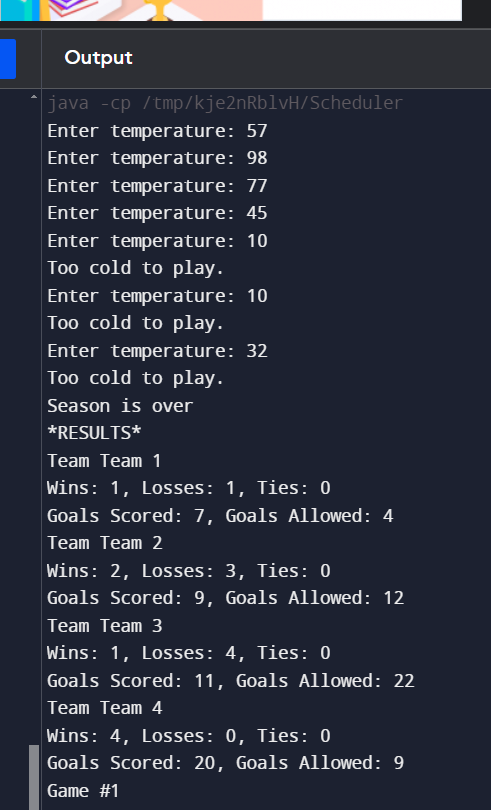 Output
java -cp /tmp/kje2nRblvH/Scheduler
Enter temperature: 57
Enter temperature: 98
Enter temperature: 77
Enter temperature: 45
Enter temperature: 10
Too cold to play.
Enter temperature: 10
Too cold to play.
Enter temperature: 32
Too cold to play.
Season is over
*RESULTS*
Team Team 1
Wins: 1, Losses: 1, Ties: 0
Goals Scored: 7, Goals Allowed: 4
Team Team 2
Wins: 2, Losses: 3, Ties: 0
Goals Scored: 9, Goals Allowed: 12
Team Team 3
Wins: 1, Losses: 4, Ties: 0
Goals Scored: 11, Goals Allowed: 22
Team Team 4
Wins: 4, Losses: 0, Ties: 0
Goals Scored: 20, Goals Allowed: 9
Game #1